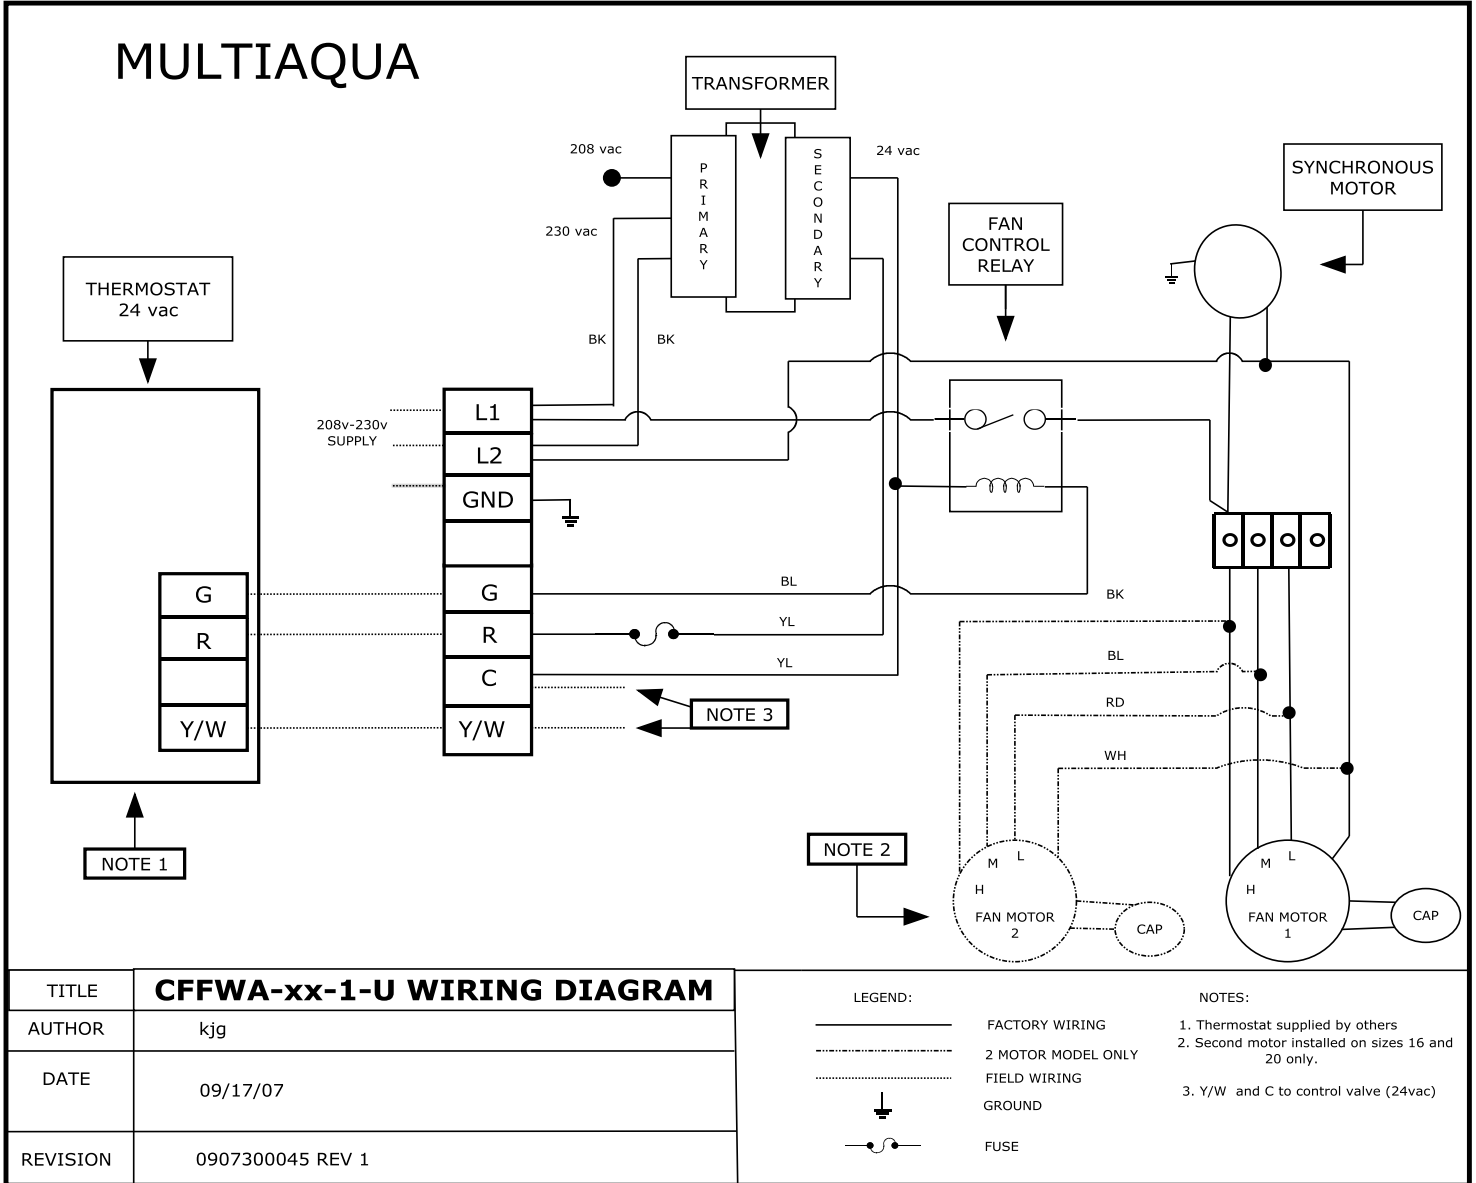 MULTIAQUA
TRANSFORMER
208 vac
230 vac
PRIMARY
SECONDARY
24 vac
SYNCHRONOUS
MOTOR
FAN
CONTROL
RELAY
THERMOSTAT
24 vac
BK
BK
208v-230v
SUPPLY
L1
L2
GND
G
R
C
Y/W
G
R
Y/W
BL
YL
YL
NOTE 3
NOTE 1
BK
BL
RD
WH
NOTE 2
M
L
H
FAN MOTOR
2
CAP
M
L
H
FAN MOTOR
1
CAP
TITLE
CFFWA-xx-1-U WIRING DIAGRAM
AUTHOR
kjg
DATE
09/17/07
REVISION
0907300045 REV 1
LEGEND:
FACTORY WIRING
2 MOTOR MODEL ONLY
FIELD WIRING
GROUND
FUSE
NOTES:
1. Thermostat supplied by others
2. Second motor installed on sizes 16 and
20 only.
3. Y/W and C to control valve (24vac)